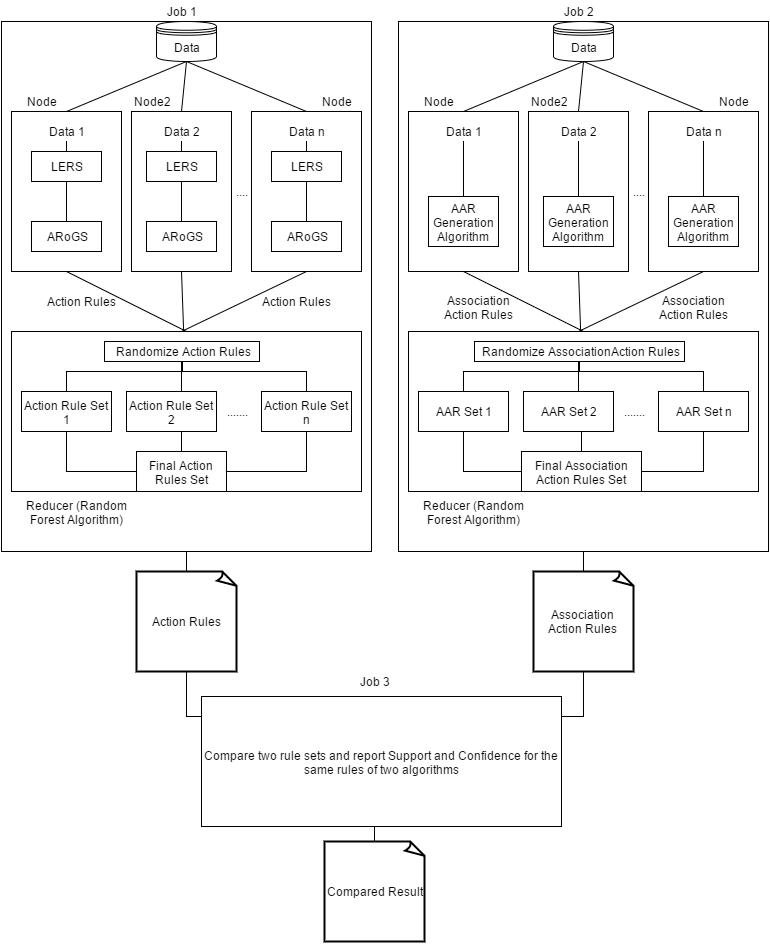 Job 1
Data
Node
Node2
Node
Data 1
Data 2
Data n
LERS
LERS
LERS
....
ARoGS
ARoGS
ARoGS
Action Rules
Action Rules
Randomize Action Rules
Action Rule Set
1
Action Rule Set
2
.......
Action Rule Set
n
Final Action
Rules Set
Reducer (Random
Forest Algorithm)
Job 2
Data
Node
Node2
Node
Data 1
Data 2
Data n
....
AAR
Generation
Algorithm
AAR
Generation
Algorithm
AAR
Generation
Algorithm
Association
Action Rules
Association
Action Rules
Randomize AssociationAction Rules
AAR Set 1
AAR Set 2
.......
AAR Set n
Final Association
Action Rules Set
Reducer (Random
Forest Algorithm)
Action Rules
Association
Action Rules
Job 3
Compare two rule sets and report Support and Confidence for the
same rules of two algorithms
Compared Result